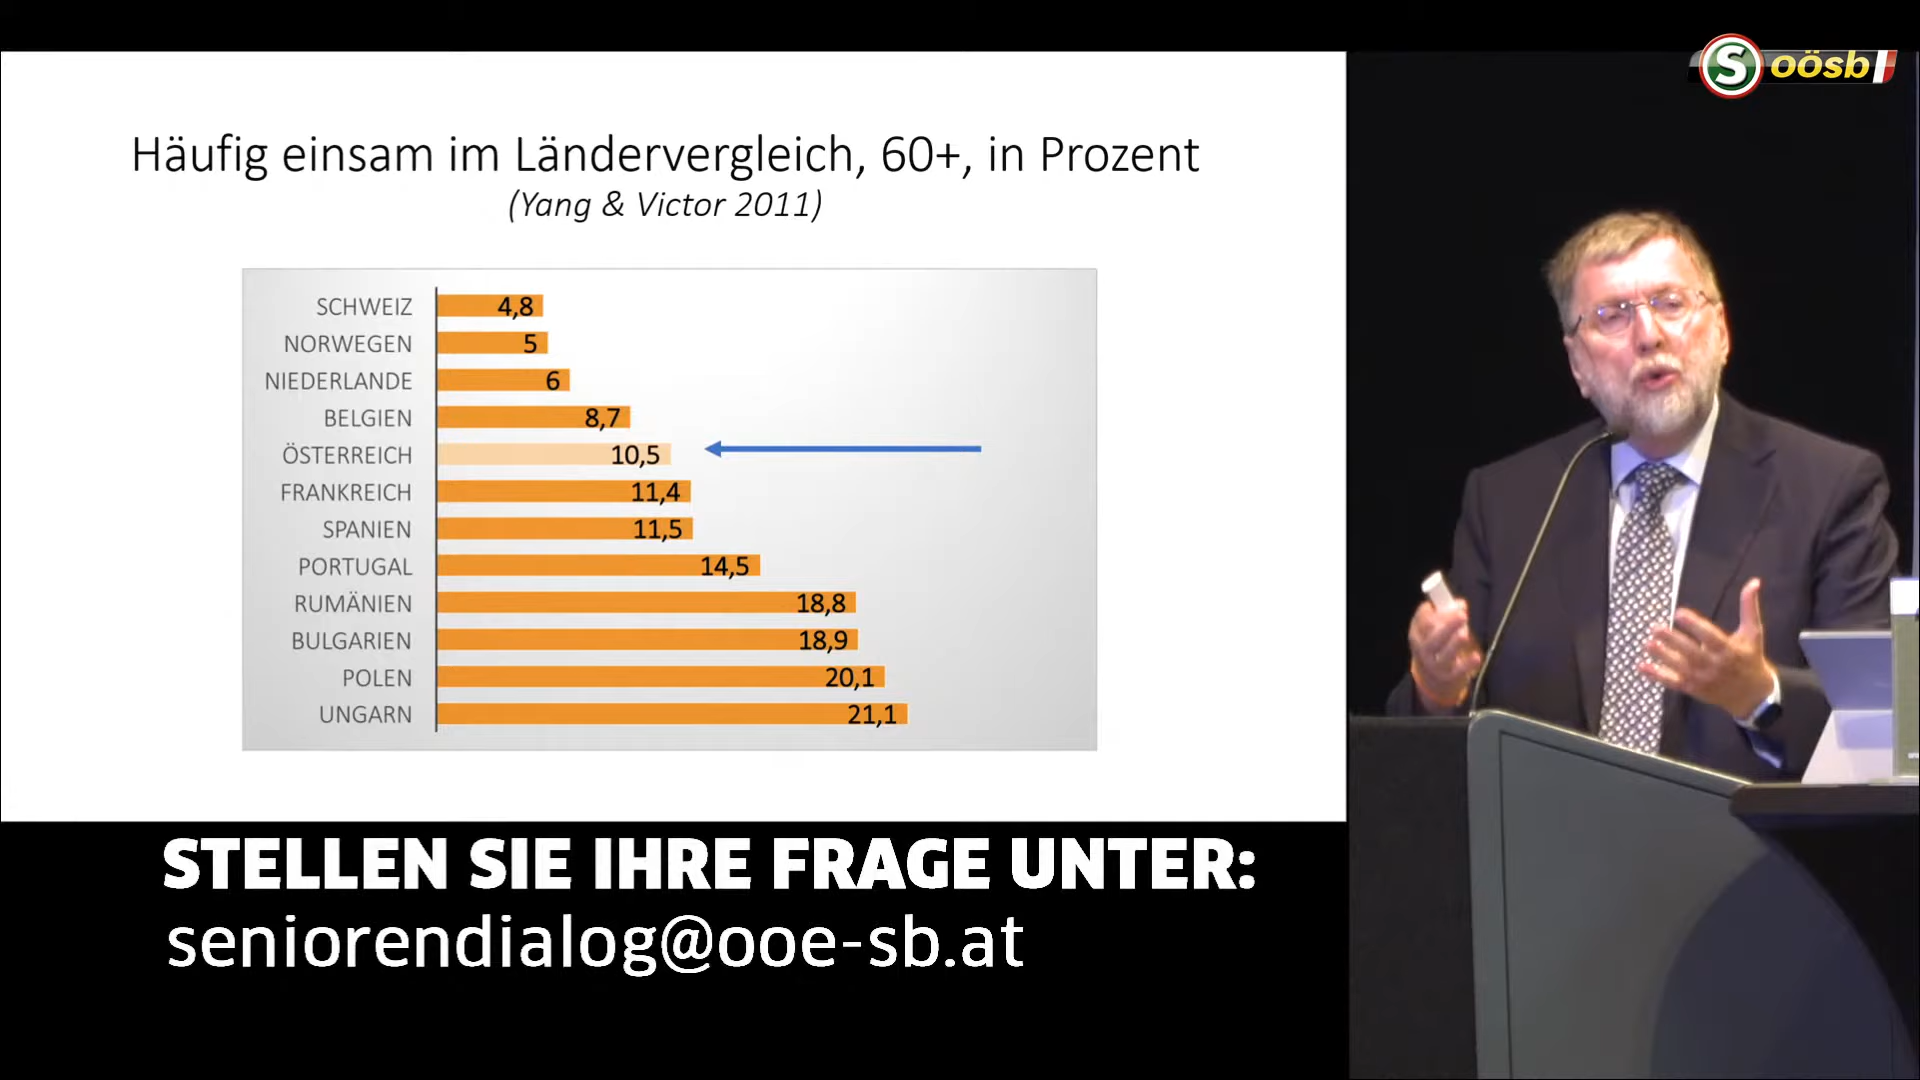 S oösb
Häufig einsam im Ländervergleich, 60+, in Prozent
(Yang & Victor 2011)
SCHWEIZ 4,8
NORWEGEN 5
NIEDERLANDE 6
BELGIEN 8,7
ÖSTERREICH 10,5
FRANKREICH 11,4
SPANIEN 11,5
PORTUGAL 14,5
RUMÄNIEN 18,8
BULGARIEN 18,9
POLEN 20,1
UNGARN 21,1
STELLEN SIE IHRE FRAGE UNTER:
seniorendialog@ooe-sb.at